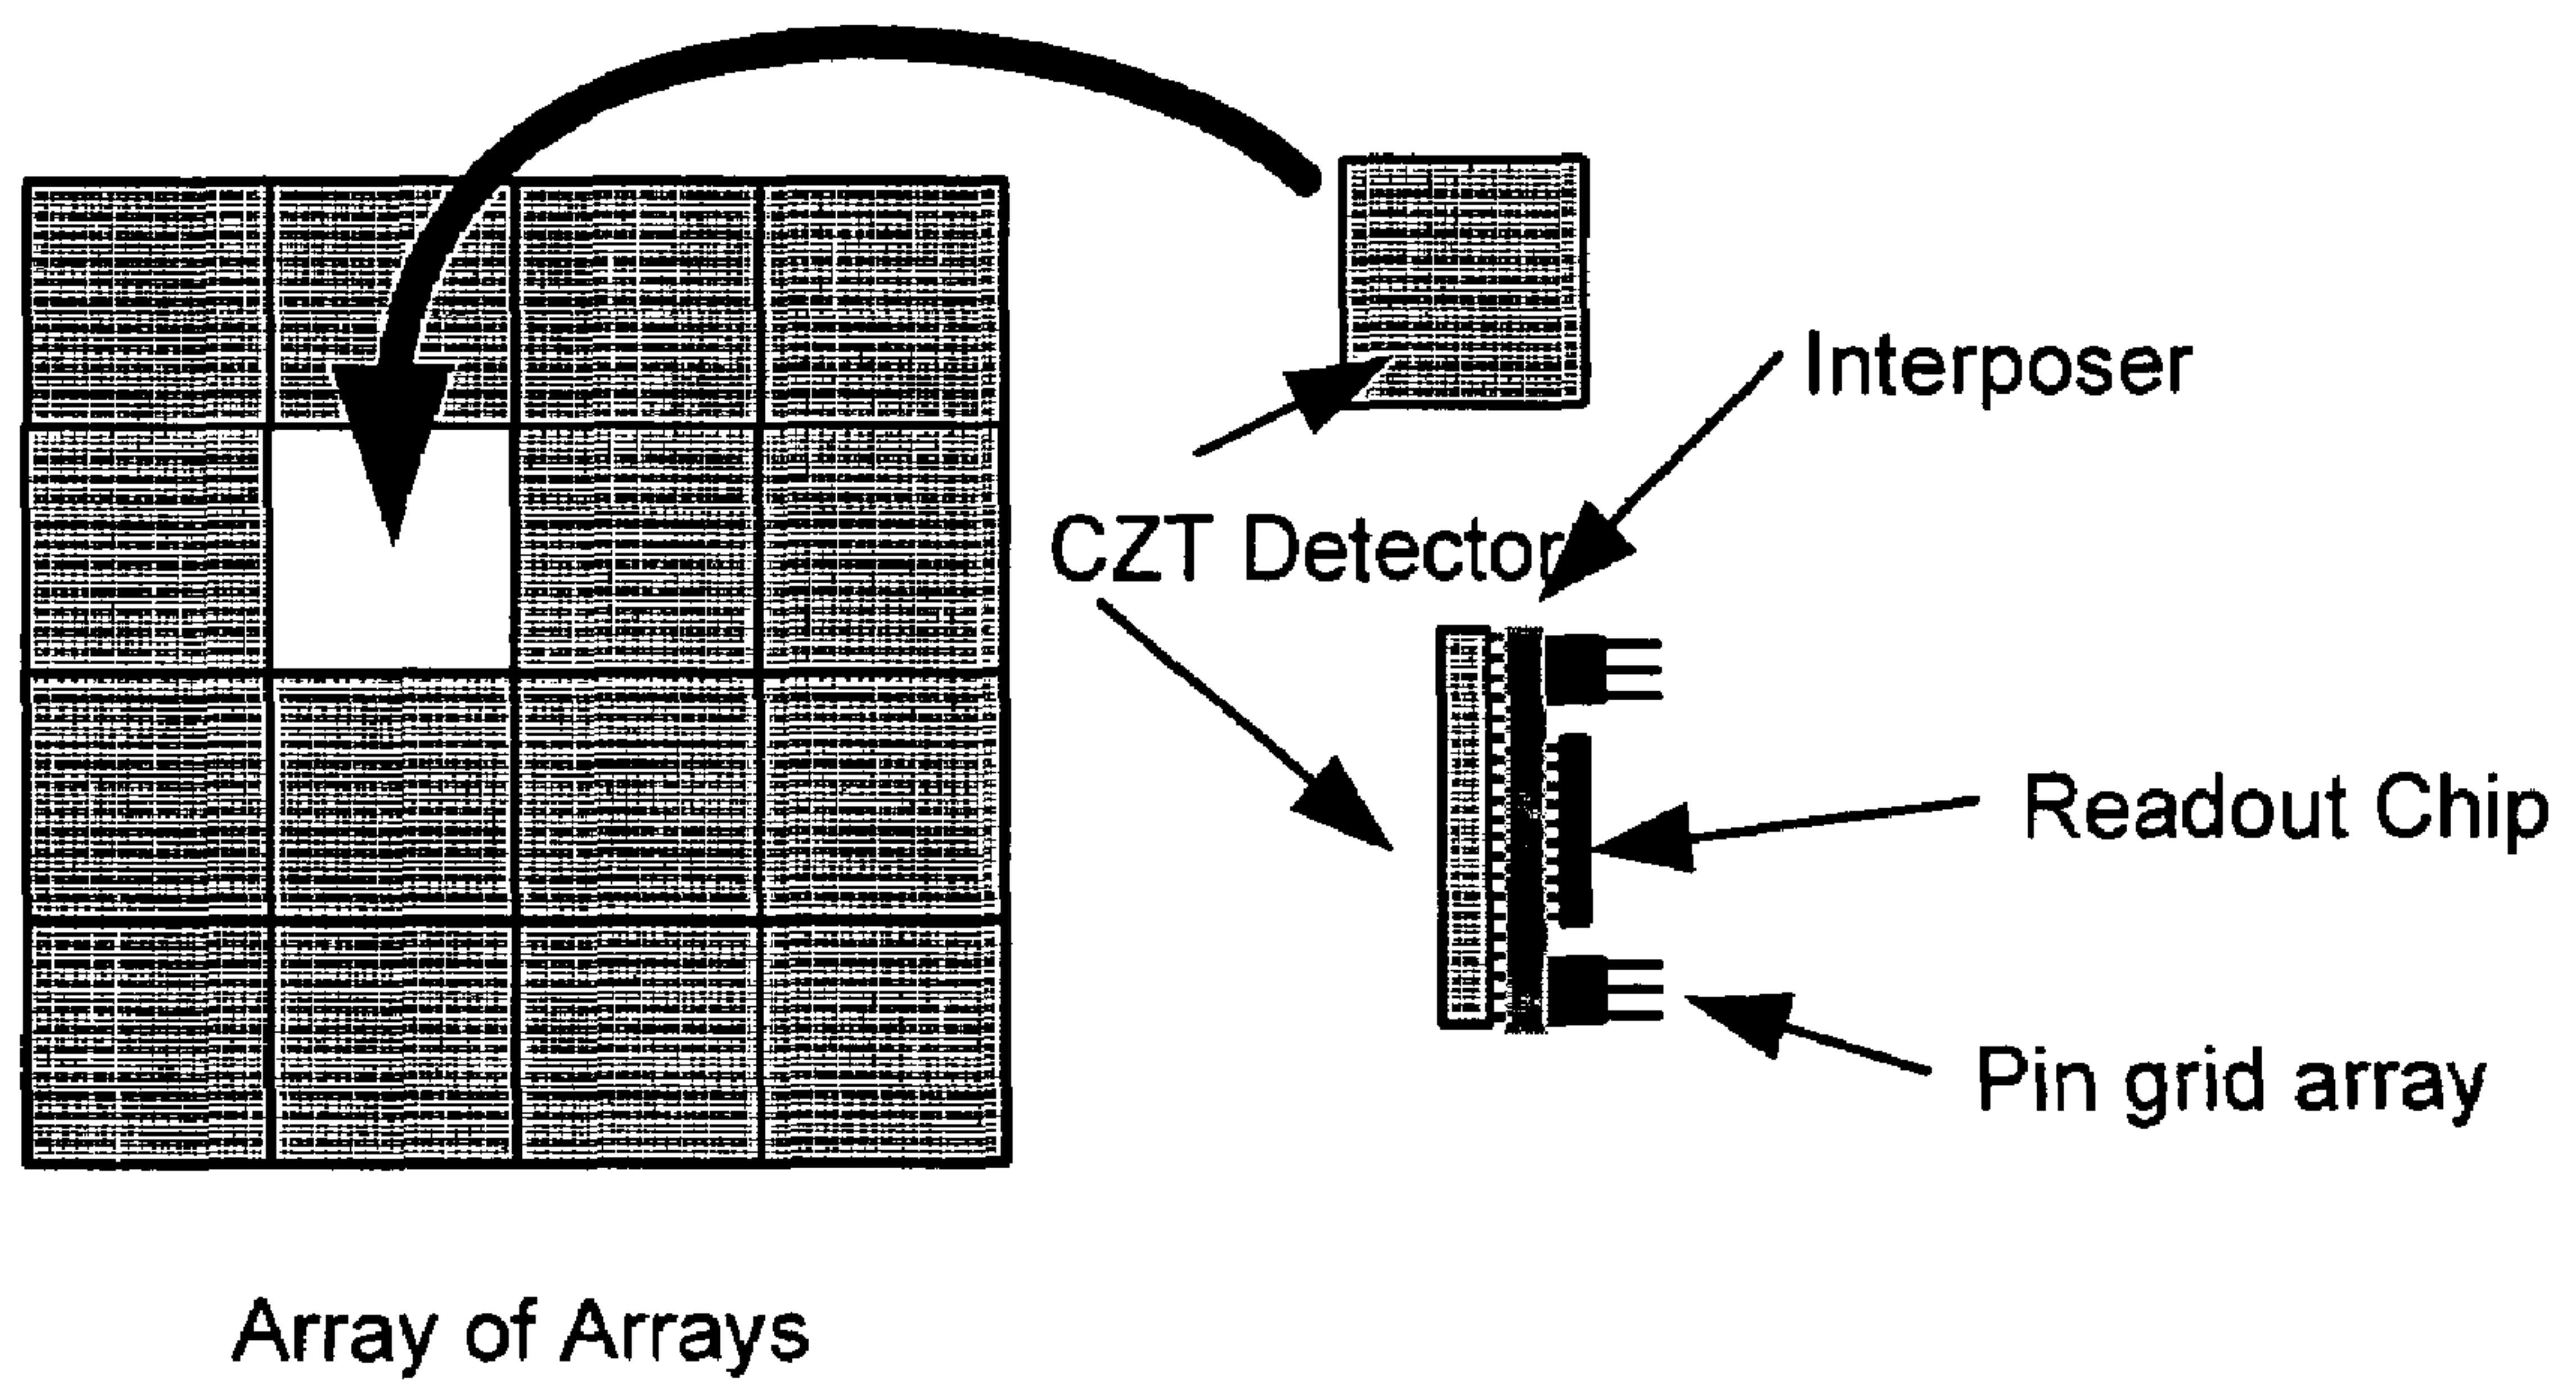 Interposer
CZT Detector
Readout Chip
Pin grid array
Array of Arrays